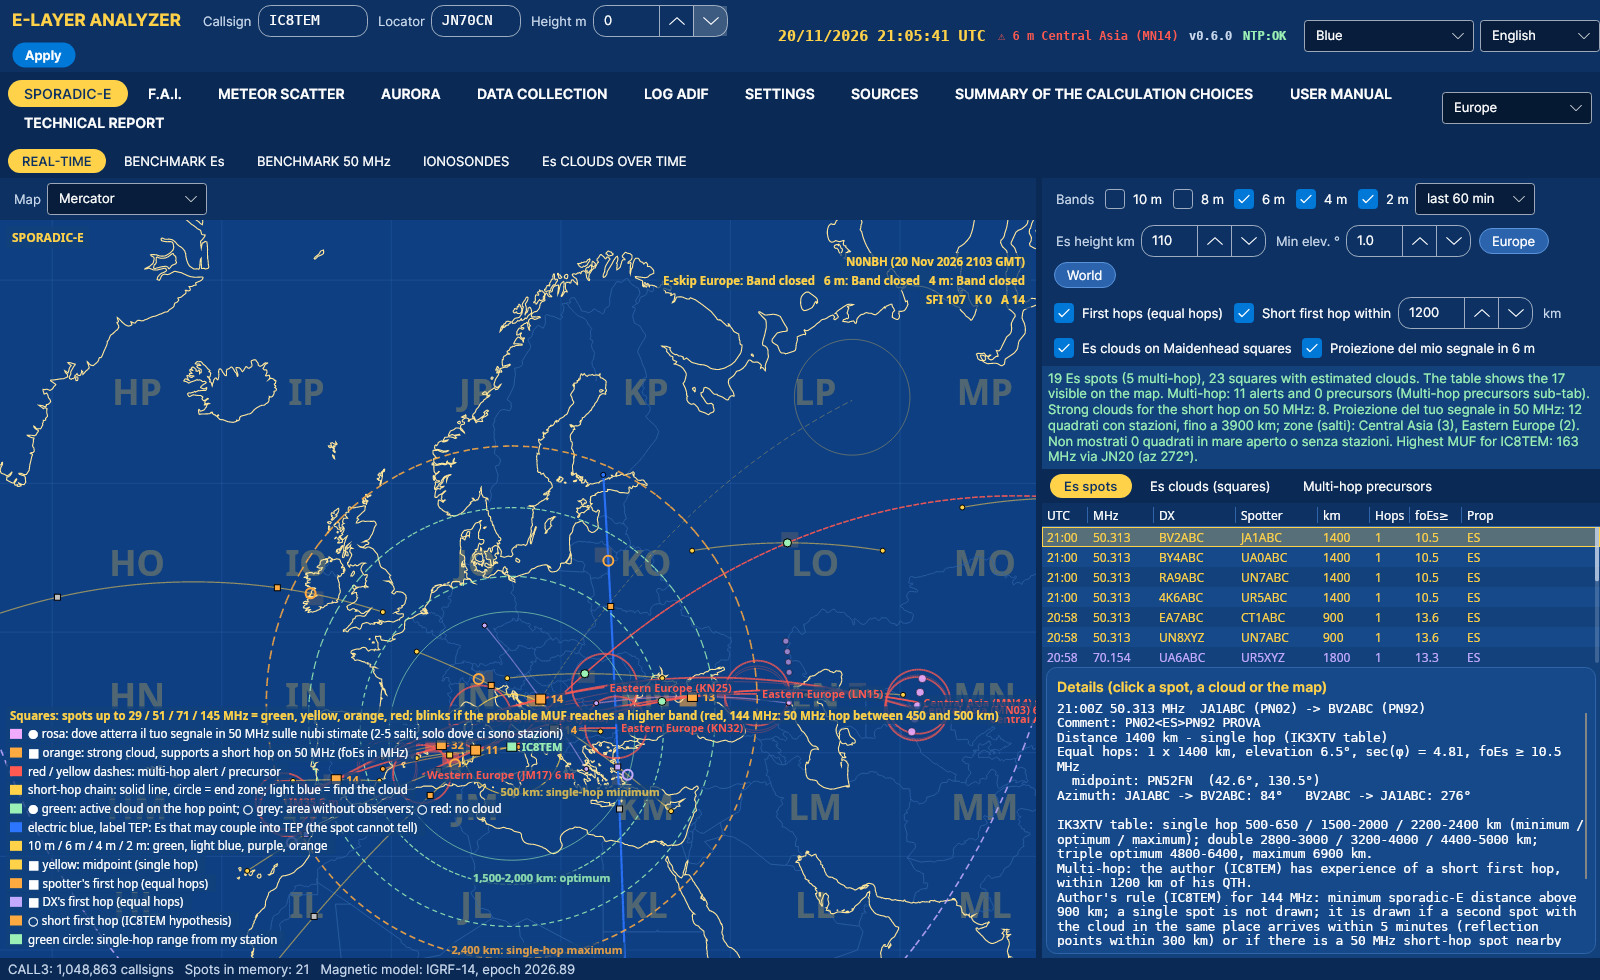 E-LAYER ANALYZER
Callsign IC8TEM Locator JN70CN Height m 0
Apply
20/11/2026 21:05:41 UTC ⚠ 6 m Central Asia (MN14) v0.6.0 NTP:OK
Blue
English
SPORADIC-E F.A.I. METEOR SCATTER AURORA DATA COLLECTION LOG ADIF SETTINGS SOURCES SUMMARY OF THE CALCULATION CHOICES USER MANUAL
TECHNICAL REPORT
Europe
REAL-TIME BENCHMARK Es BENCHMARK 50 MHz IONOSONDES Es CLOUDS OVER TIME
Map Mercator
SPORADIC-E
N0NBH (20 Nov 2026 2103 GMT)
E-skip Europe: Band closed 6 m: Band closed 4 m: Band closed
SFI 107 K 0 A 14
HP IP JP KP LP MP
HO IO KO LO MO
HN IN MN
14
13
Eastern Europe (KN25)
Eastern Europe (LN15)
Eastern Europe (KN32)
11
IC8TEM
Western Europe (JM17) 6 m
500 km: single-hop minimum
JM KM LM MM
1,500-2,000 km: optimum
IL JL KL LL ML
2,400 km: single-hop maximum
Squares: spots up to 29 / 51 / 71 / 145 MHz = green, yellow, orange, red; blinks if the probable MUF reaches a higher band (red, 144 MHz: 50 MHz hop between 450 and 500 km)
● rosa: dove atterra il tuo segnale in 50 MHz sulle nubi stimate (2-5 salti, solo dove ci sono stazioni)
■ orange: strong cloud, supports a short hop on 50 MHz (foEs in MHz)
red / yellow dashes: multi-hop alert / precursor
short-hop chain: solid line, circle = end zone; light blue = find the cloud
● green: active cloud on the hop point; ○ grey: area without observers; ○ red: no cloud
electric blue, label TEP: Es that may couple into TEP (the spot cannot tell)
10 m / 6 m / 4 m / 2 m: green, light blue, purple, orange
■ yellow: midpoint (single hop)
■ spotter's first hop (equal hops)
■ DX's first hop (equal hops)
○ short first hop (IC8TEM hypothesis)
green circle: single-hop range from my station
Bands 10 m 8 m 6 m 4 m 2 m last 60 min
Es height km 110 Min elev. ° 1.0 Europe
World
First hops (equal hops) Short first hop within 1200 km
Es clouds on Maidenhead squares Proiezione del mio segnale in 6 m
19 Es spots (5 multi-hop), 23 squares with estimated clouds. The table shows the 17
visible on the map. Multi-hop: 11 alerts and 0 precursors (Multi-hop precursors sub-tab).
Strong clouds for the short hop on 50 MHz: 8. Proiezione del tuo segnale in 50 MHz: 12
quadrati con stazioni, fino a 3900 km; zone (salti): Central Asia (3), Eastern Europe (2).
Non mostrati 0 quadrati in mare aperto o senza stazioni. Highest MUF for IC8TEM: 163
MHz via JN20 (az 272°).
Es spots Es clouds (squares) Multi-hop precursors
UTC MHz DX Spotter km Hops foEs≥ Prop
21:00 50.313 BV2ABC JA1ABC 1400 1 10.5 ES
21:00 50.313 BY4ABC UA0ABC 1400 1 10.5 ES
21:00 50.313 RA9ABC UN7ABC 1400 1 10.5 ES
21:00 50.313 4K6ABC UR5ABC 1400 1 10.5 ES
20:58 50.313 EA7ABC CT1ABC 900 1 13.6 ES
20:58 50.313 UN8XYZ UN7ABC 900 1 13.6 ES
20:58 70.154 UA6ABC UR5XYZ 1800 1 13.3 ES
Details (click a spot, a cloud or the map)
21:00Z 50.313 MHz JA1ABC (PN02) -> BV2ABC (PN92)
Comment: PN02<ES>PN92 PROVA
Distance 1400 km - single hop (IK3XTV table)
Equal hops: 1 x 1400 km, elevation 6.5°, sec(φ) = 4.81, foEs ≥ 10.5
MHz
midpoint: PN52FN (42.6°, 130.5°)
Azimuth: JA1ABC -> BV2ABC: 84° BV2ABC -> JA1ABC: 276°
IK3XTV table: single hop 500-650 / 1500-2000 / 2200-2400 km (minimum /
optimum / maximum); double 2800-3000 / 3200-4000 / 4400-5000 km;
triple optimum 4800-6400, maximum 6900 km.
Multi-hop: the author (IC8TEM) has experience of a short first hop,
within 1200 km of his QTH.
Author's rule (IC8TEM) for 144 MHz: minimum sporadic-E distance above
900 km; a single spot is not drawn; it is drawn if a second spot with
the cloud in the same place arrives within 5 minutes (reflection
points within 300 km) or if there is a 50 MHz short-hop spot nearby
CALL3: 1,048,863 callsigns Spots in memory: 21 Magnetic model: IGRF-14, epoch 2026.89